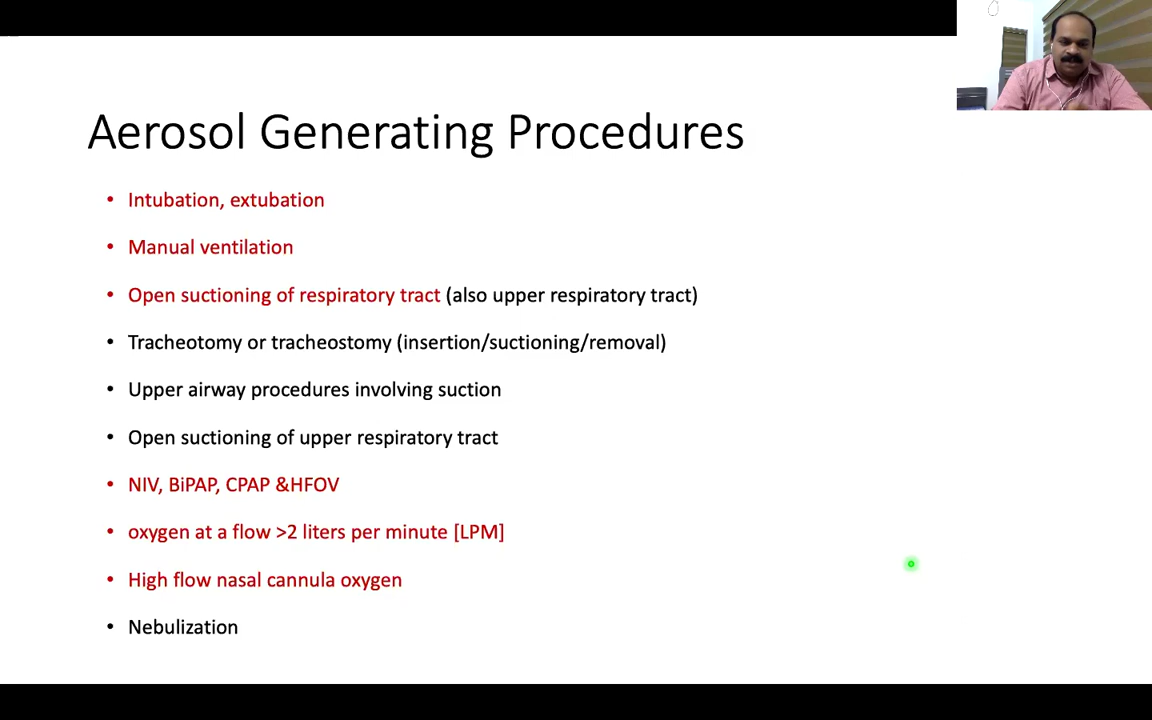 Aerosol Generating Procedures
• Intubation, extubation
• Manual ventilation
• Open suctioning of respiratory tract (also upper respiratory tract)
• Tracheotomy or tracheostomy (insertion/suctioning/removal)
• Upper airway procedures involving suction
• Open suctioning of upper respiratory tract
• NIV, BiPAP, CPAP &HFOV
• oxygen at a flow >2 liters per minute [LPM]
• High flow nasal cannula oxygen
• Nebulization